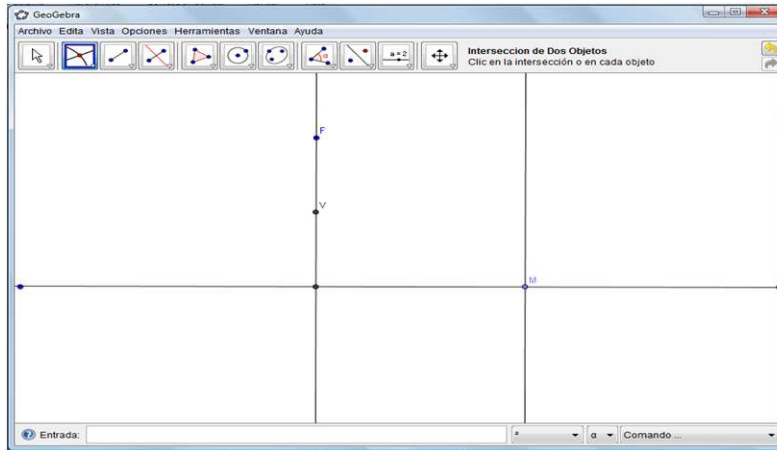 GeoGebra
Archivo Edita Vista Opciones Herramientas Ventana Ayuda
a = 2
Interseccion de Dos Objetos
Clic en la intersección o en cada objeto
F
V
M
Entrada:
α
Comando ...